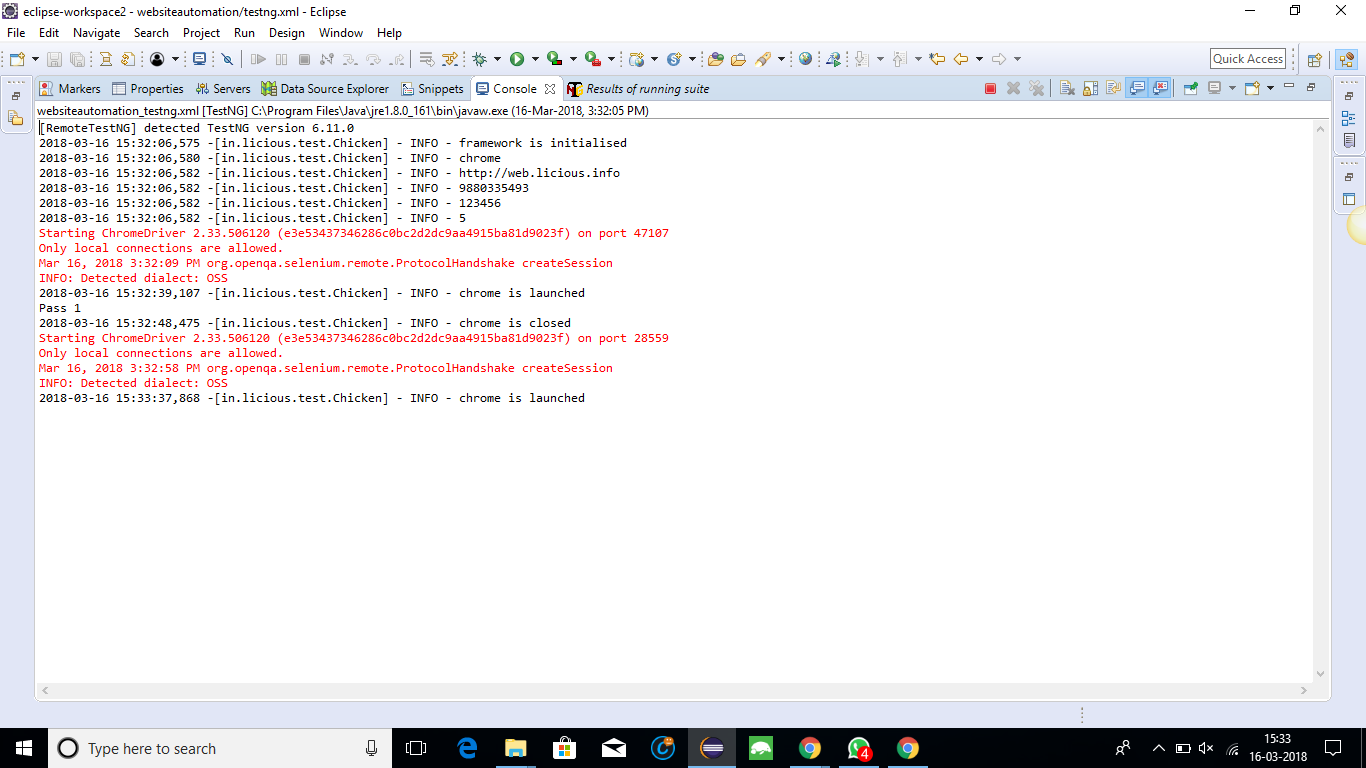 eclipse-workspace2 - websiteautomation/testng.xml - Eclipse
File Edit Navigate Search Project Run Design Window Help
Quick Access
Markers Properties Servers Data Source Explorer Snippets Console Results of running suite
websiteautomation_testng.xml [TestNG] C:\Program Files\Java\jre1.8.0_161\bin\javaw.exe (16-Mar-2018, 3:32:05 PM)
[RemoteTestNG] detected TestNG version 6.11.0
2018-03-16 15:32:06,575 -[in.licious.test.Chicken] - INFO - framework is initialised
2018-03-16 15:32:06,580 -[in.licious.test.Chicken] - INFO - chrome
2018-03-16 15:32:06,582 -[in.licious.test.Chicken] - INFO - http://web.licious.info
2018-03-16 15:32:06,582 -[in.licious.test.Chicken] - INFO - 9880335493
2018-03-16 15:32:06,582 -[in.licious.test.Chicken] - INFO - 123456
2018-03-16 15:32:06,582 -[in.licious.test.Chicken] - INFO - 5
Starting ChromeDriver 2.33.506120 (e3e53437346286c0bc2d2dc9aa4915ba81d9023f) on port 47107
Only local connections are allowed.
Mar 16, 2018 3:32:09 PM org.openqa.selenium.remote.ProtocolHandshake createSession
INFO: Detected dialect: OSS
2018-03-16 15:32:39,107 -[in.licious.test.Chicken] - INFO - chrome is launched
Pass 1
2018-03-16 15:32:48,475 -[in.licious.test.Chicken] - INFO - chrome is closed
Starting ChromeDriver 2.33.506120 (e3e53437346286c0bc2d2dc9aa4915ba81d9023f) on port 28559
Only local connections are allowed.
Mar 16, 2018 3:32:58 PM org.openqa.selenium.remote.ProtocolHandshake createSession
INFO: Detected dialect: OSS
2018-03-16 15:33:37,868 -[in.licious.test.Chicken] - INFO - chrome is launched
Type here to search
4
15:33
16-03-2018